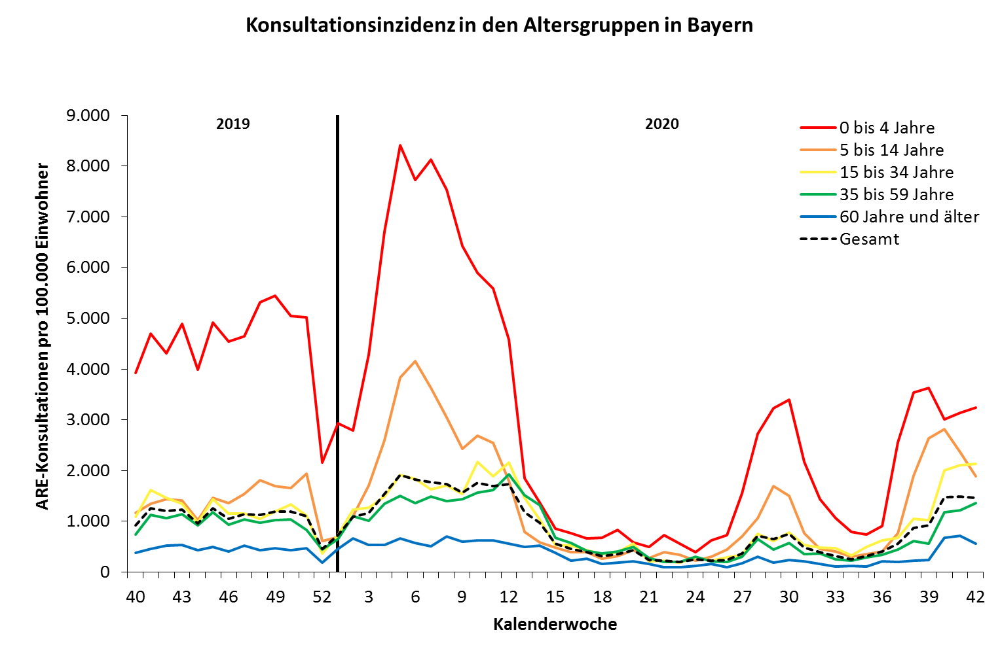 Konsultationsinzidenz in den Altersgruppen in Bayern
ARE-Konsultationen pro 100.000 Einwohner
9.000
8.000
7.000
6.000
5.000
4.000
3.000
2.000
1.000
0
2019
2020
0 bis 4 Jahre
5 bis 14 Jahre
15 bis 34 Jahre
35 bis 59 Jahre
60 Jahre und älter
Gesamt
40 43 46 49 52 3 6 9 12 15 18 21 24 27 30 33 36 39 42
Kalenderwoche